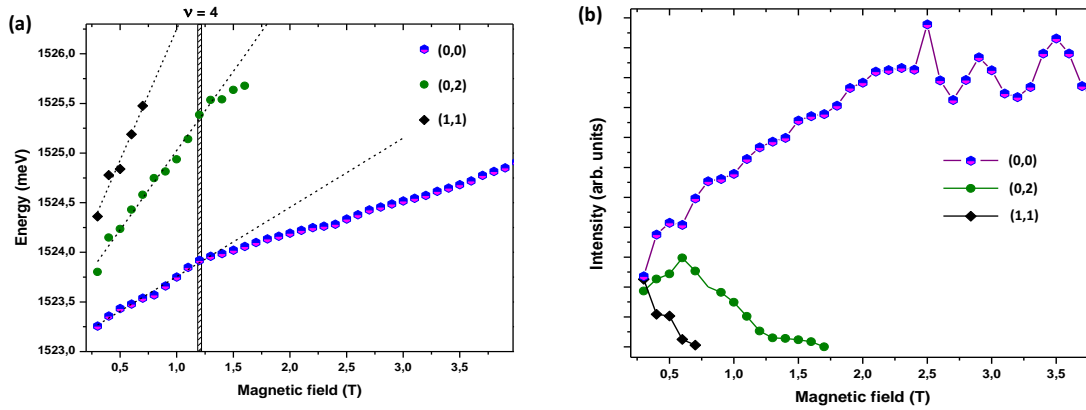 (a)
ν = 4
1526,0
1525,5
1525,0
1524,5
1524,0
1523,5
1523,0
Energy (meV)
(0,0)
(0,2)
(1,1)
0,5 1,0 1,5 2,0 2,5 3,0 3,5
Magnetic field (T)
(b)
Intensity (arb. units)
(0,0)
(0,2)
(1,1)
0,5 1,0 1,5 2,0 2,5 3,0 3,5
Magnetic field (T)